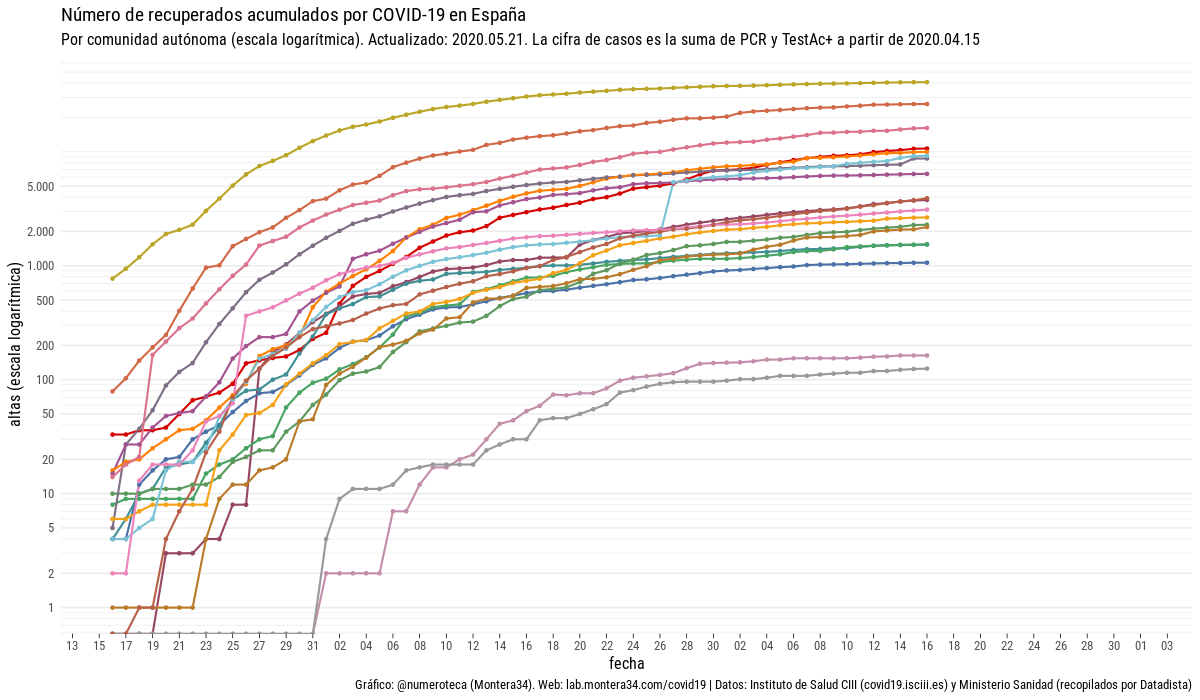 Número de recuperados acumulados por COVID-19 en España
Por comunidad autónoma (escala logarítmica). Actualizado: 2020.05.21. La cifra de casos es la suma de PCR y TestAc+ a partir de 2020.04.15
altas (escala logarítmica)
5.000
2.000
1.000
500
200
100
50
20
10
5
2
1
13 15 17 19 21 23 25 27 29 31 02 04 06 08 10 12 14 16 18 20 22 24 26 28 30 02 04 06 08 10 12 14 16 18 20 22 24 26 28 30 01 03
fecha
Gráfico: @numeroteca (Montera34). Web: lab.montera34.com/covid19 | Datos: Instituto de Salud CIII (covid19.isciii.es) y Ministerio Sanidad (recopilados por Datadista)